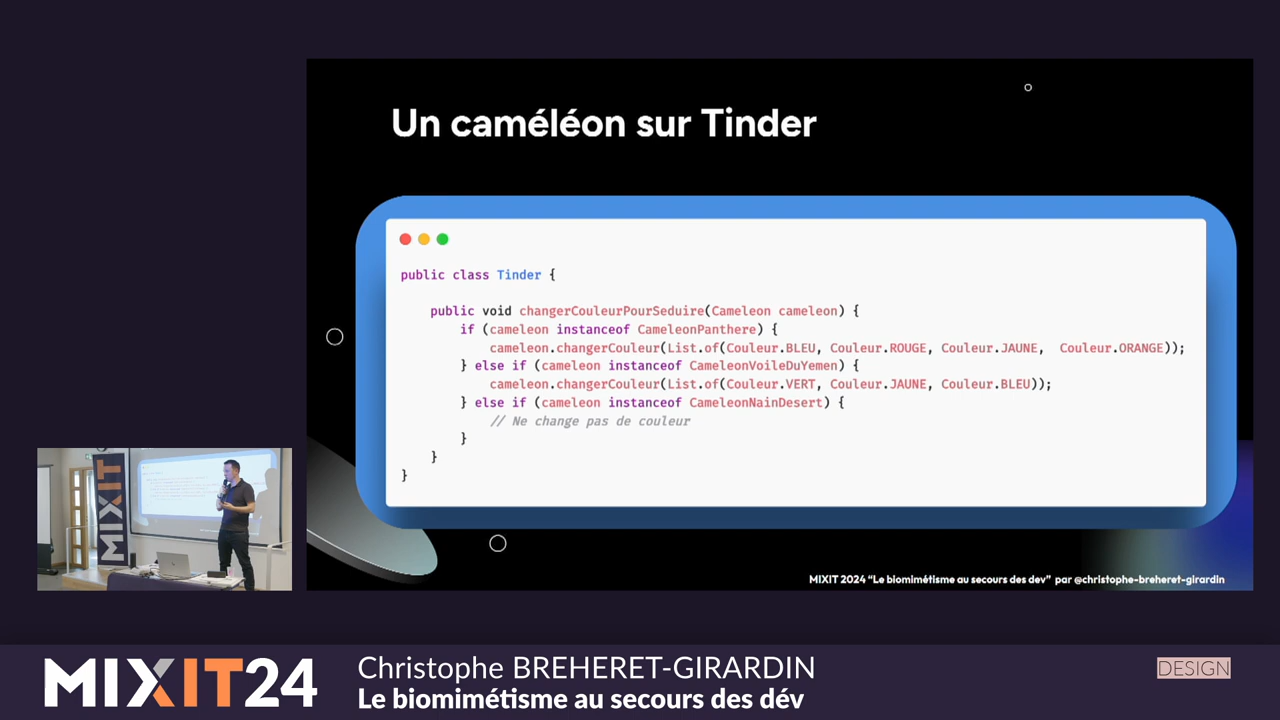 Un caméléon sur Tinder
public class Tinder {
public void changerCouleurPourSeduire(Cameleon cameleon) {
if (cameleon instanceof CameleonPanthere) {
cameleon.changerCouleur(List.of(Couleur.BLEU, Couleur.ROUGE, Couleur.JAUNE,  Couleur.ORANGE));
} else if (cameleon instanceof CameleonVoileDuYemen) {
cameleon.changerCouleur(List.of(Couleur.VERT, Couleur.JAUNE, Couleur.BLEU));
} else if (cameleon instanceof CameleonNainDesert) {
// Ne change pas de couleur
}
}
}
MIXIT 2024 “Le biomimétisme au secours des dev” par @christophe-breheret-girardin
MIXIT
MIXIT24
Christophe BREHERET-GIRARDIN
Le biomimétisme au secours des dév
DESIGN